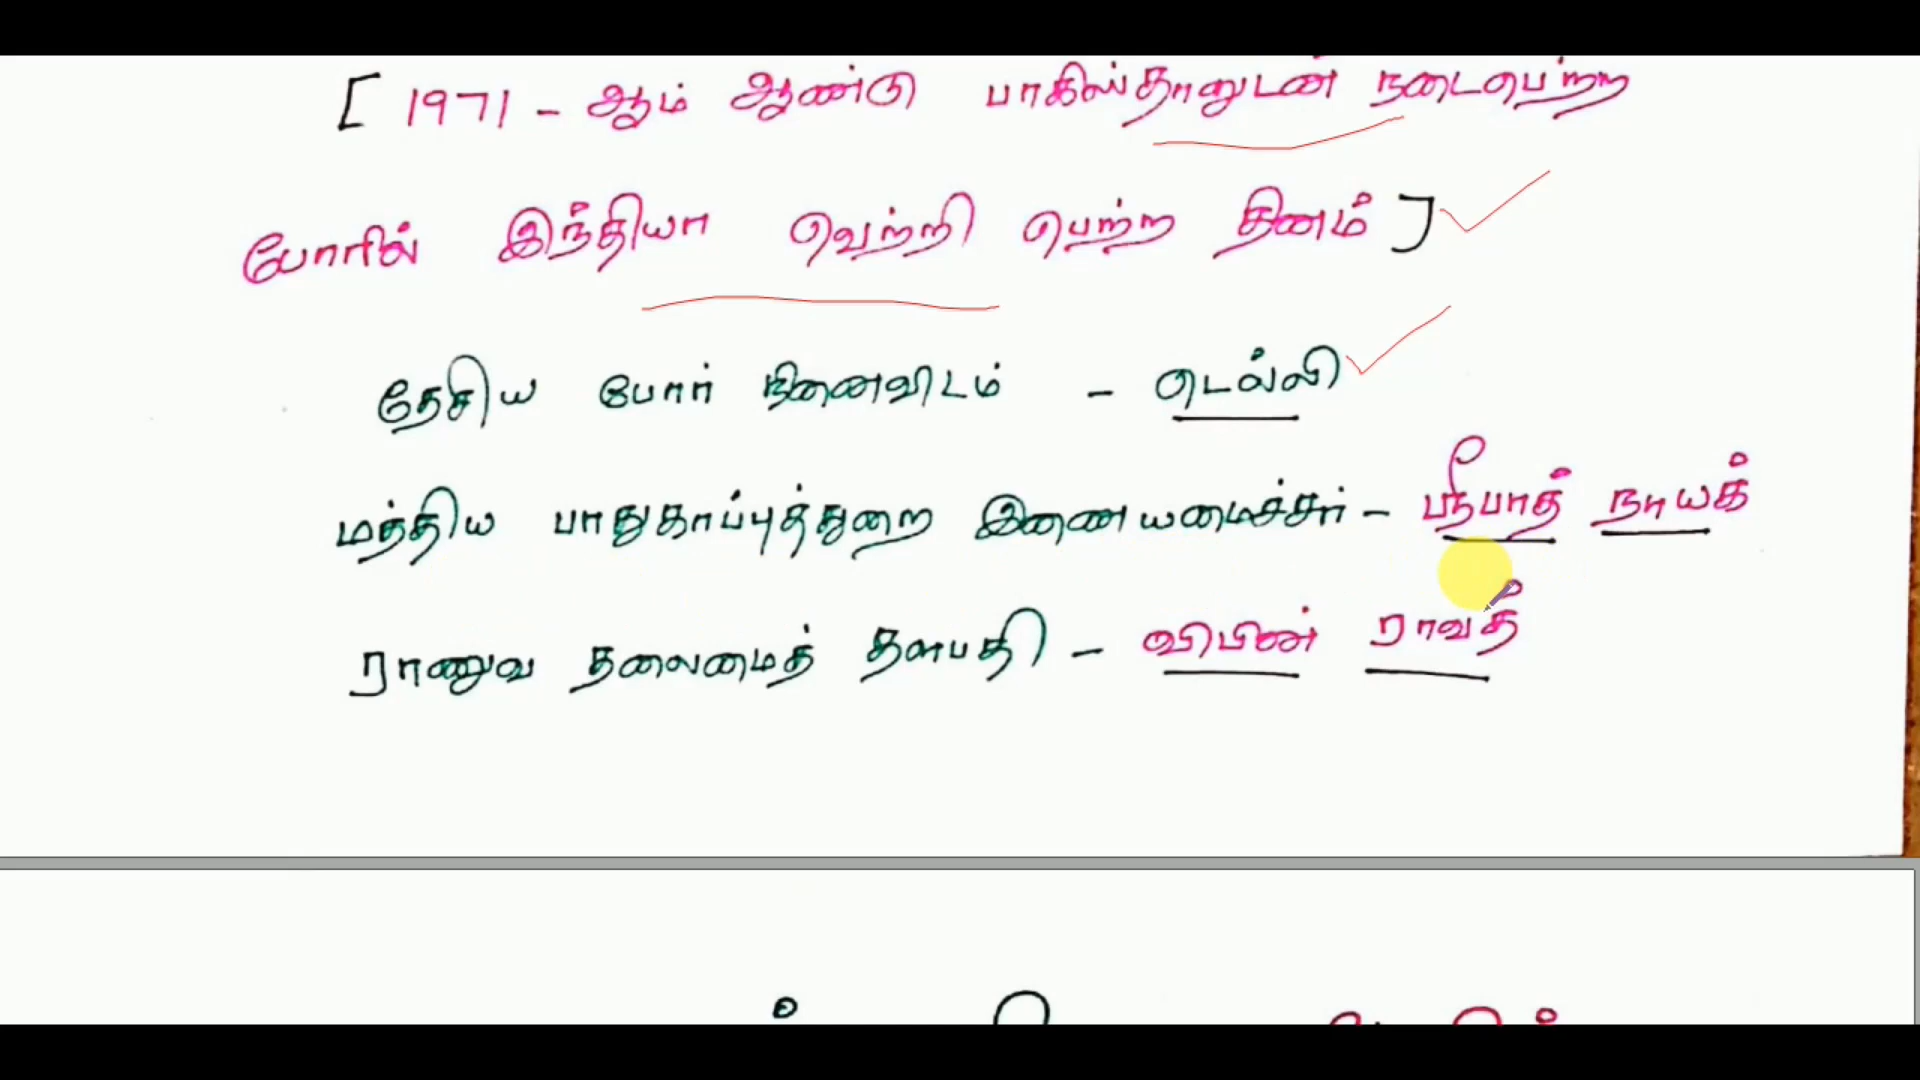 [ 1971 - ஆம் ஆண்டு பாகிஸ்தானுடன் நடைபெற்ற
போரில் இந்தியா வெற்றி பெற்ற தினம் ]
தேசிய போர் நினைவிடம் - டெல்லி
மத்திய பாதுகாப்புத்துறை இணையமைச்சர் - ஸ்ரீபாத் நாயக்
ராணுவ தலைமைத் தளபதி - விபின் ராவத்